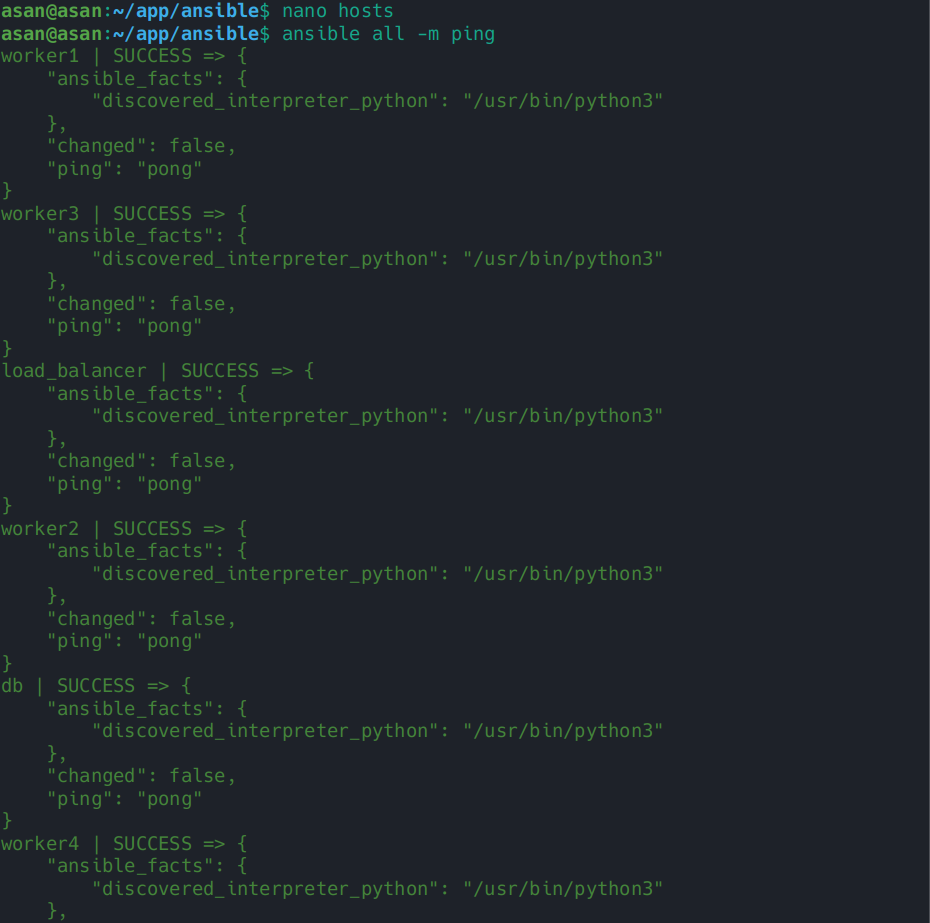 asan@asan:~/app/ansible$ nano hosts
asan@asan:~/app/ansible$ ansible all -m ping
worker1 | SUCCESS => {
    "ansible_facts": {
        "discovered_interpreter_python": "/usr/bin/python3"
    },
    "changed": false,
    "ping": "pong"
}
worker3 | SUCCESS => {
    "ansible_facts": {
        "discovered_interpreter_python": "/usr/bin/python3"
    },
    "changed": false,
    "ping": "pong"
}
load_balancer | SUCCESS => {
    "ansible_facts": {
        "discovered_interpreter_python": "/usr/bin/python3"
    },
    "changed": false,
    "ping": "pong"
}
worker2 | SUCCESS => {
    "ansible_facts": {
        "discovered_interpreter_python": "/usr/bin/python3"
    },
    "changed": false,
    "ping": "pong"
}
db | SUCCESS => {
    "ansible_facts": {
        "discovered_interpreter_python": "/usr/bin/python3"
    },
    "changed": false,
    "ping": "pong"
}
worker4 | SUCCESS => {
    "ansible_facts": {
        "discovered_interpreter_python": "/usr/bin/python3"
    },